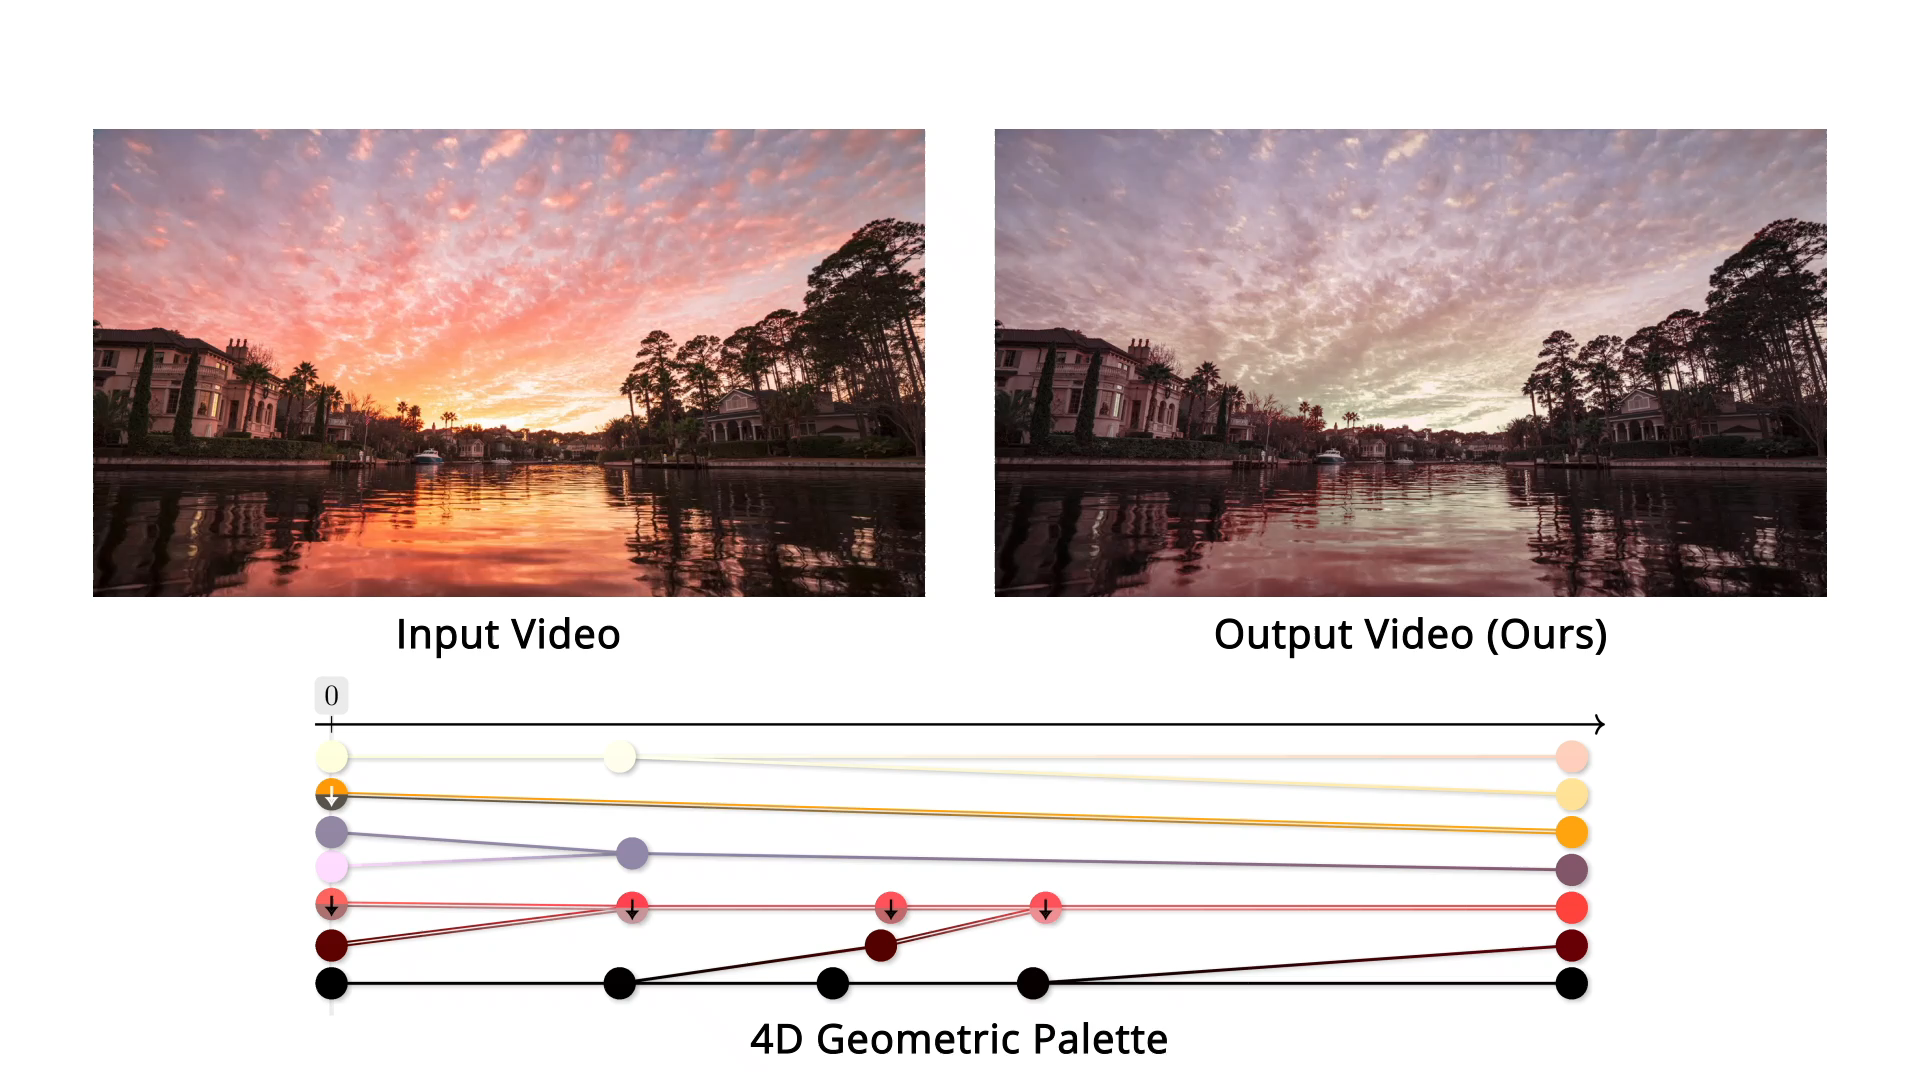 Input Video
Output Video (Ours)
0
4D Geometric Palette